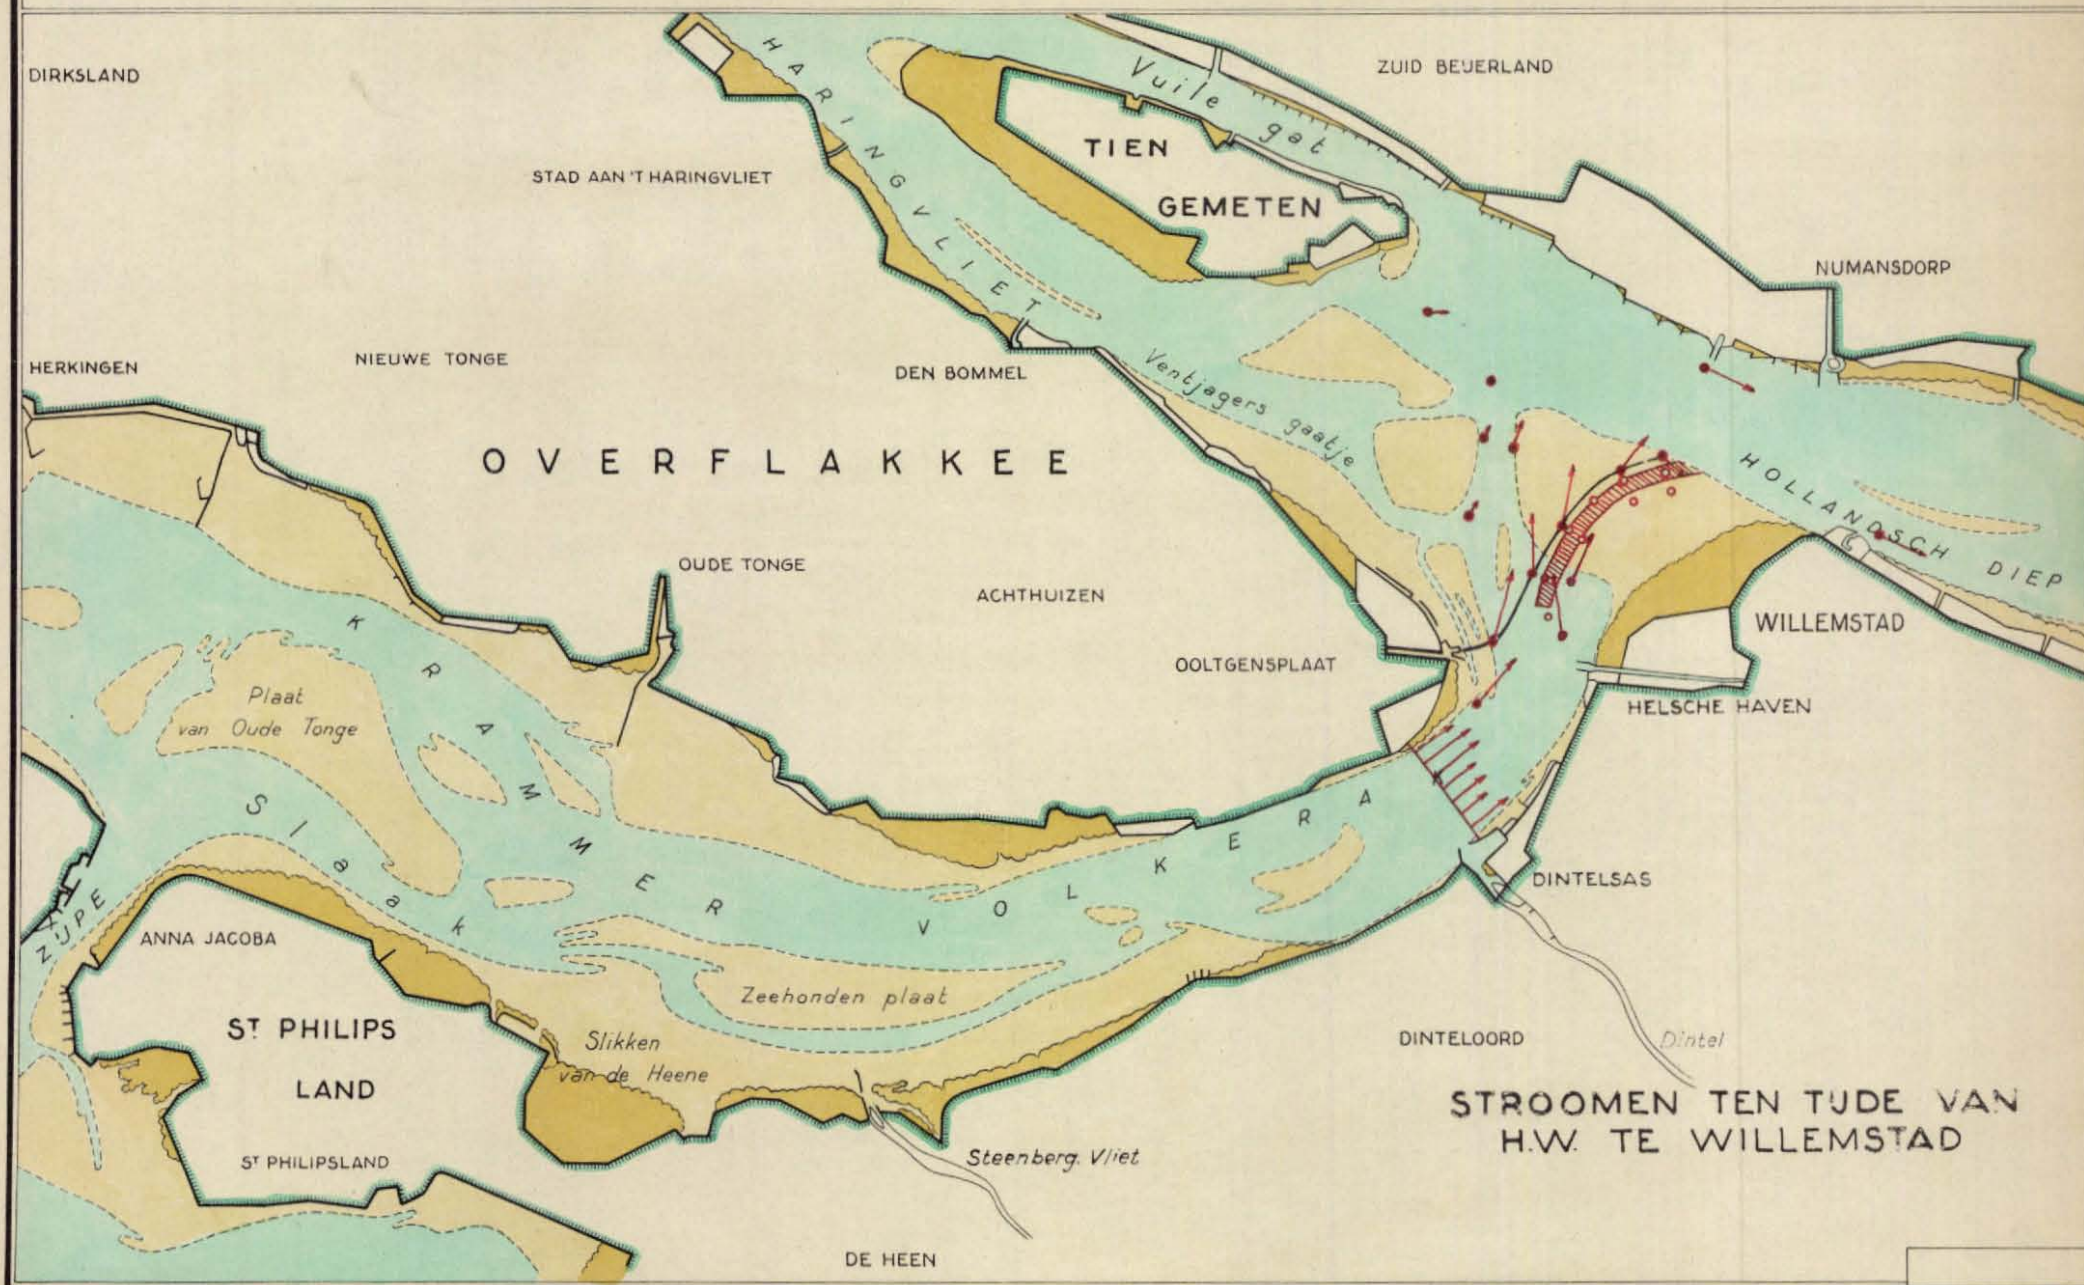 DIRKSLAND
HARINGVLIET
Vuile gat
ZUID BEIJERLAND
TIEN
GEMETEN
STAD AAN 'T HARINGVLIET
NUMANSDORP
HERKINGEN
NIEUWE TONGE
DEN BOMMEL
Ventjagers gaatje
OVERFLAKKEE
HOLLANDSCH DIEP
OUDE TONGE
ACHTHUIZEN
WILLEMSTAD
OOLTGENSPLAAT
HELSCHE HAVEN
KRAMMER
Plaat
van Oude Tonge
Slaak
VOLKERA
DINTELSAS
ZIJPE
ANNA JACOBA
Zeehonden plaat
ST PHILIPS
LAND
Slikken
van de Heene
DINTELOORD
Dintel
STROOMEN TEN TIJDE VAN
H.W. TE WILLEMSTAD
ST PHILIPSLAND
Steenberg. Vliet
DE HEEN